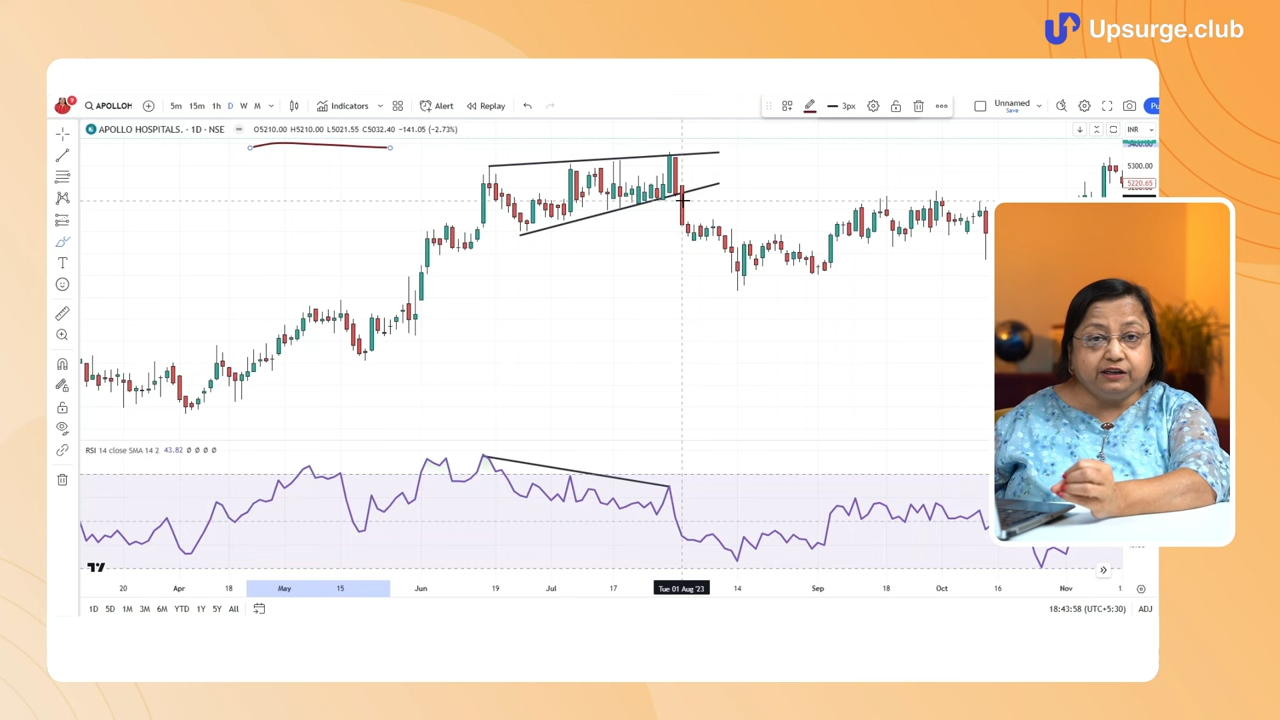 Upsurge.club
APOLLOH 5m 15m 1h D W M Indicators Alert Replay 3px Unnamed
Save
APOLLO HOSPITALS. · 1D · NSE O5210.00 H5210.00 L5021.55 C5032.40 −141.05 (−2.73%) INR
5300.00
5220.65
RSI 14 close SMA 14 2 43.82 Ø Ø Ø Ø
20 Apr 18 May 15 Jun 19 Jul 17 Tue 01 Aug '23 14 Sep 18 Oct 16 Nov
1D 5D 1M 3M 6M YTD 1Y 5Y All 18:43:58 (UTC+5:30) ADJ